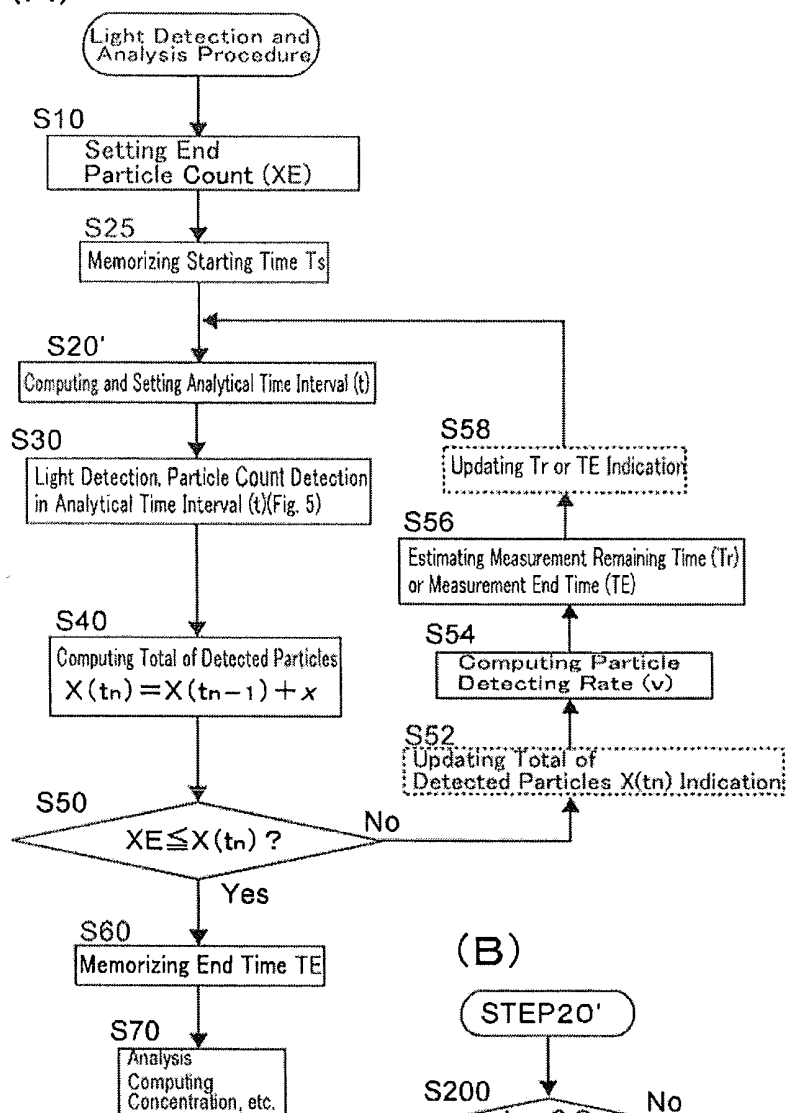 Light Detection and
Analysis Procedure
S10
Setting End
Particle Count (XE)
S25
Memorizing Starting Time Ts
S20'
Computing and Setting Analytical Time Interval (t)
S30
Light Detection, Particle Count Detection
in Analytical Time Interval (t)(Fig. 5)
S40
Computing Total of Detected Particles
X(tn)=X(tn-1)+x
S50
XE≦X(tn)?
No
Yes
S60
Memorizing End Time TE
S70
Analysis
Computing
Concentration, etc.
S58
Updating Tr or TE Indication
S56
Estimating Measurement Remaining Time (Tr)
or Measurement End Time (TE)
S54
Computing Particle
Detecting Rate (v)
S52
Updating Total of
Detected Particles X(tn) Indication
(B)
STEP20'
S200
No